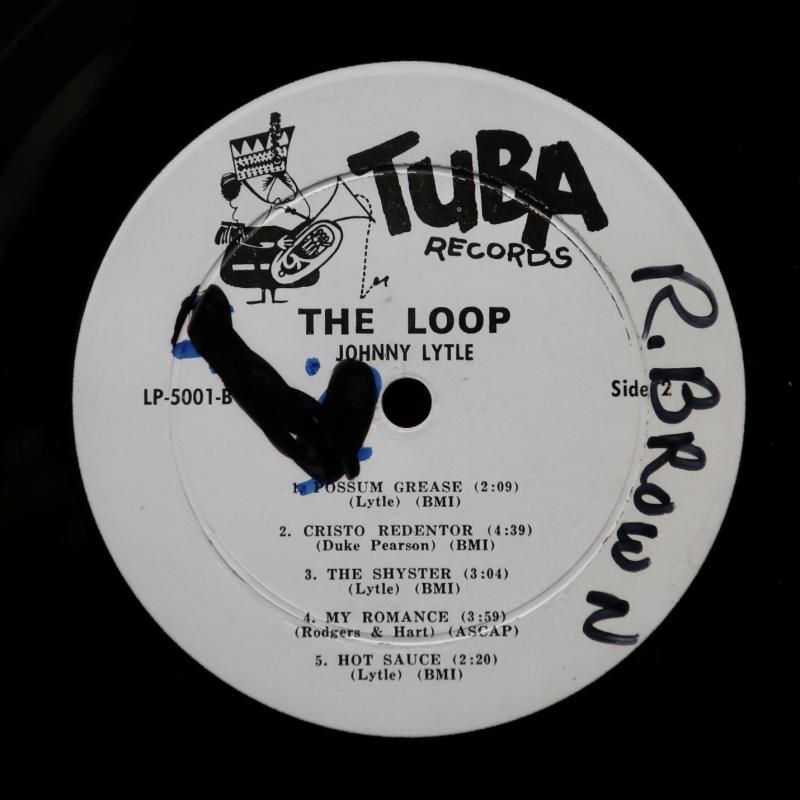 TUBA
RECORDS
THE LOOP
JOHNNY LYTLE
LP-5001-B
Side 2
1. POSSUM GREASE (2:09)
(Lytle) (BMI)
2. CRISTO REDENTOR (4:39)
(Duke Pearson) (BMI)
3. THE SHYSTER (3:04)
(Lytle) (BMI)
4. MY ROMANCE (3:59)
(Rodgers & Hart) (ASCAP)
5. HOT SAUCE (2:20)
(Lytle) (BMI)
R. BROWN